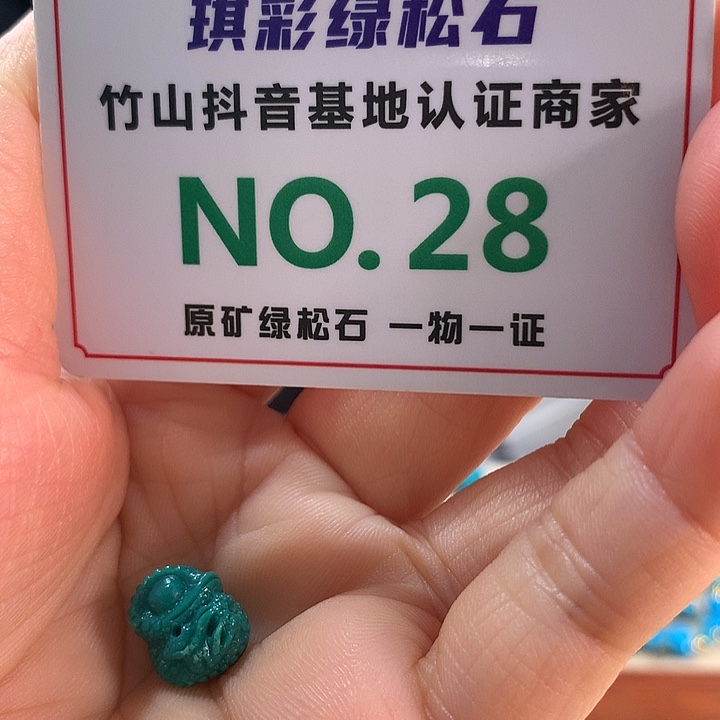 琪彩绿松石
竹山抖音基地认证商家
NO.28
原矿绿松石 一物一证